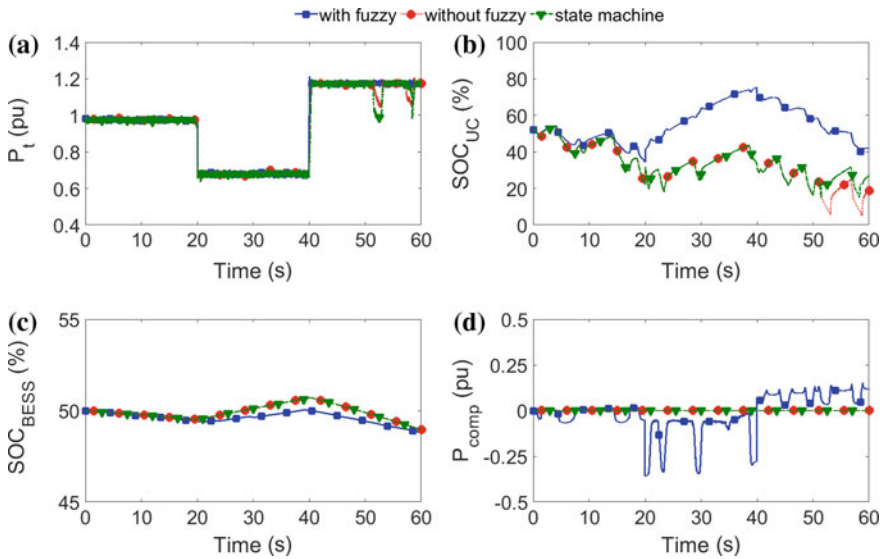 with fuzzy without fuzzy state machine
(a) (b)
1.4
1.2
1
0.8
0.6
0.4
P_t (pu)
0 10 20 30 40 50 60
Time (s)
100
80
60
40
20
0
SOC_UC (%)
0 10 20 30 40 50 60
Time (s)
(c) (d)
55
50
45
SOC_BESS (%)
0 10 20 30 40 50 60
Time (s)
0.5
0.25
0
-0.25
-0.5
P_comp (pu)
0 10 20 30 40 50 60
Time (s)